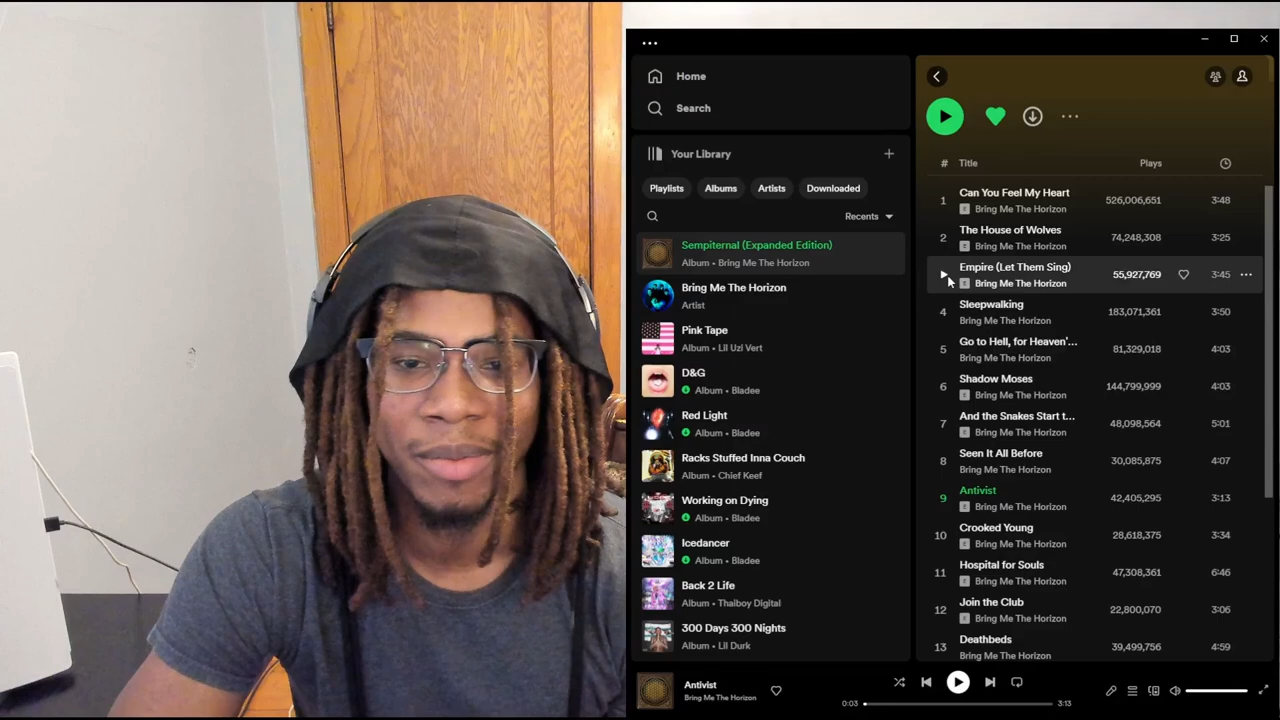 Home
Search
Your Library
Playlists
Albums
Artists
Downloaded
Recents
Sempiternal (Expanded Edition)
Album • Bring Me The Horizon
Bring Me The Horizon
Artist
Pink Tape
Album • Lil Uzi Vert
D&G
Album • Bladee
Red Light
Album • Bladee
Racks Stuffed Inna Couch
Album • Chief Keef
Working on Dying
Album • Bladee
Icedancer
Album • Bladee
Back 2 Life
Album • Thaiboy Digital
300 Days 300 Nights
Album • Lil Durk
# Title Plays
1 Can You Feel My Heart 526,006,651 3:48
E Bring Me The Horizon
2 The House of Wolves 74,248,308 3:25
E Bring Me The Horizon
Empire (Let Them Sing) 55,927,769 3:45
E Bring Me The Horizon
4 Sleepwalking 183,071,361 3:50
Bring Me The Horizon
5 Go to Hell, for Heaven'... 81,329,018 4:03
Bring Me The Horizon
6 Shadow Moses 144,799,999 4:03
E Bring Me The Horizon
7 And the Snakes Start t... 48,098,564 5:01
E Bring Me The Horizon
8 Seen It All Before 30,085,875 4:07
Bring Me The Horizon
9 Antivist 42,405,295 3:13
E Bring Me The Horizon
10 Crooked Young 28,618,375 3:34
E Bring Me The Horizon
11 Hospital for Souls 47,308,361 6:46
E Bring Me The Horizon
12 Join the Club 22,800,070 3:06
E Bring Me The Horizon
13 Deathbeds 39,499,756 4:59
E Bring Me The Horizon
Antivist
Bring Me The Horizon
0:03 3:13